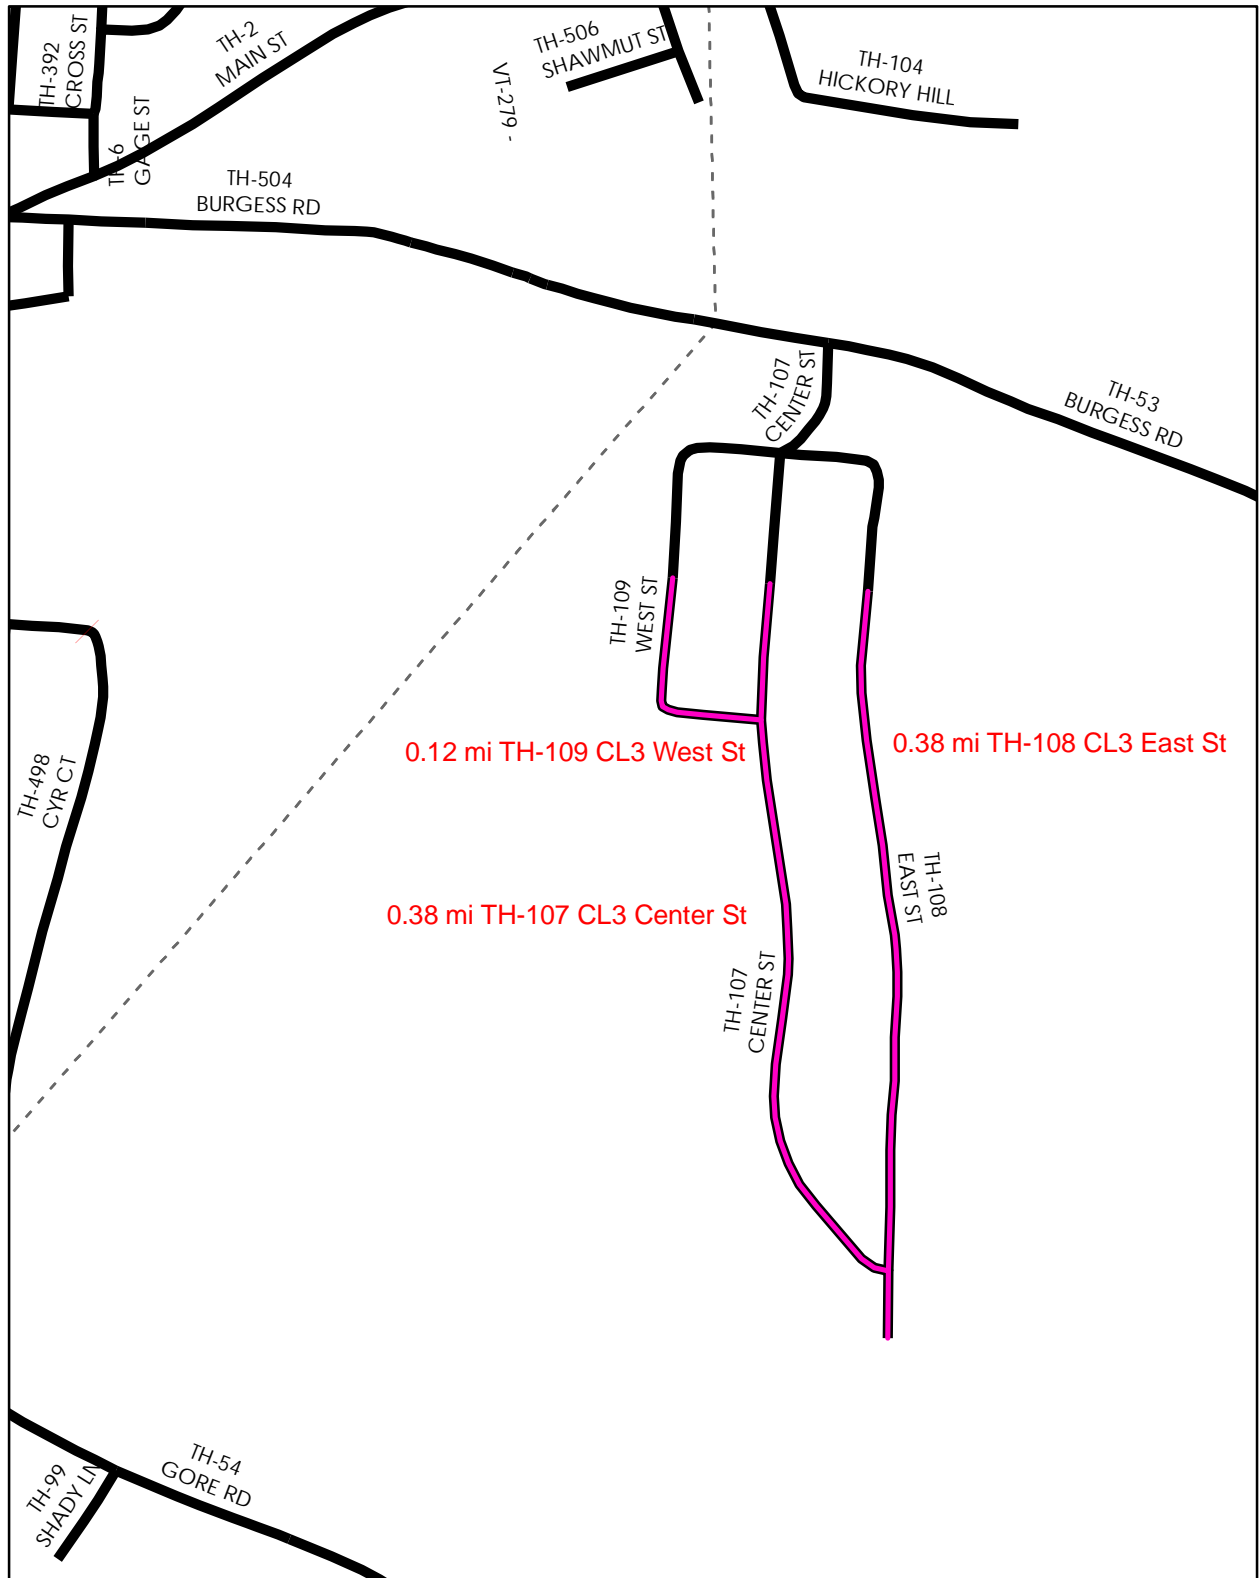 TH-392
CROSS ST
TH-2
MAIN ST
TH-6
GAGE ST
TH-506
SHAWMUT ST
VT-279 -
TH-104
HICKORY HILL
TH-504
BURGESS RD
TH-107
CENTER ST
TH-53
BURGESS RD
TH-109
WEST ST
0.12 mi TH-109 CL3 West St
0.38 mi TH-108 CL3 East St
TH-498
CYR CT
TH-108
EAST ST
0.38 mi TH-107 CL3 Center St
TH-107
CENTER ST
TH-54
GORE RD
TH-99
SHADY LN